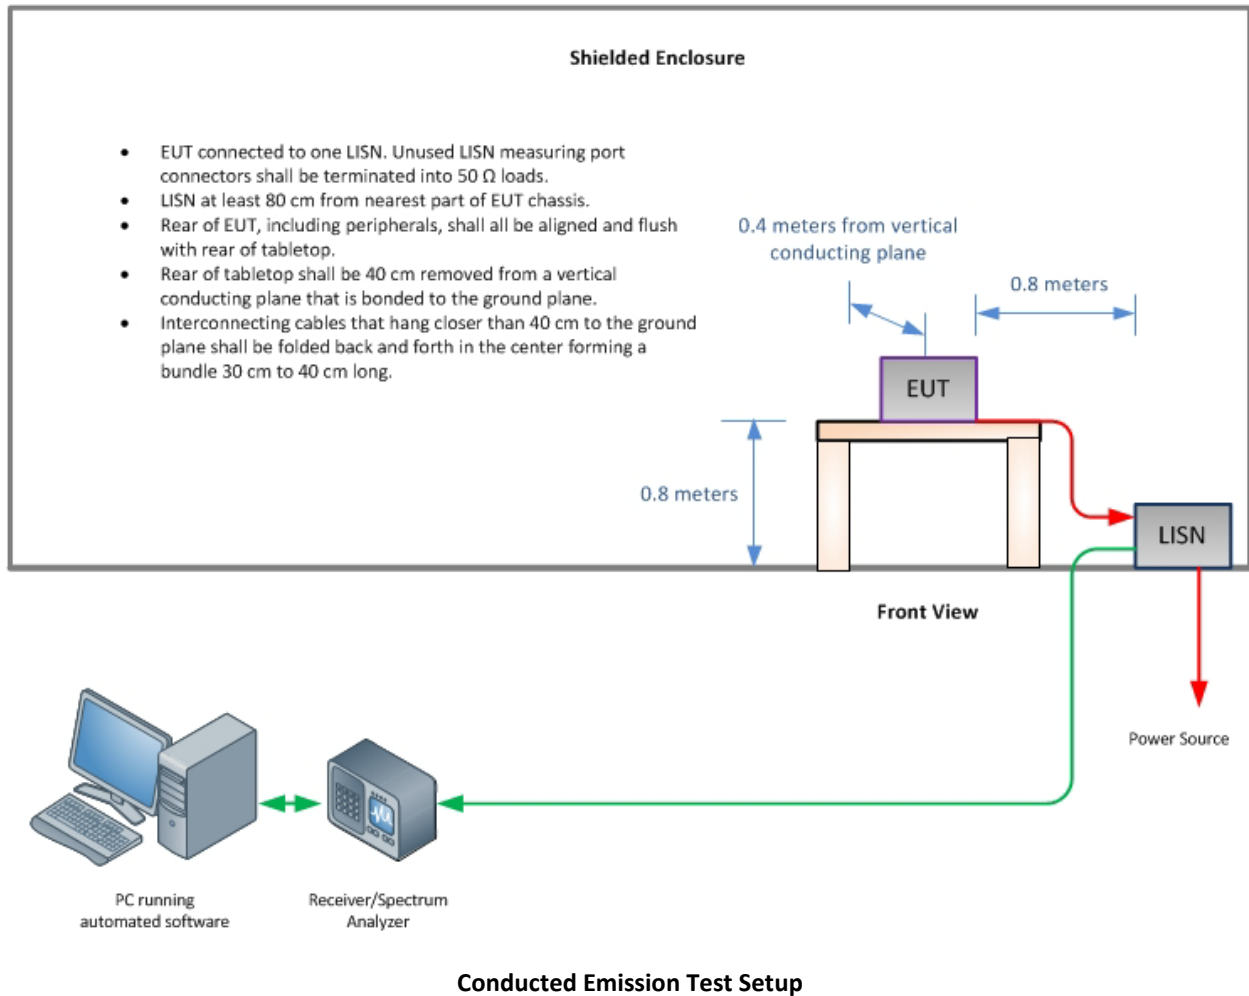 Shielded Enclosure
• EUT connected to one LISN. Unused LISN measuring port
connectors shall be terminated into 50 Ω loads.
• LISN at least 80 cm from nearest part of EUT chassis.
• Rear of EUT, including peripherals, shall all be aligned and flush
with rear of tabletop.
• Rear of tabletop shall be 40 cm removed from a vertical
conducting plane that is bonded to the ground plane.
• Interconnecting cables that hang closer than 40 cm to the ground
plane shall be folded back and forth in the center forming a
bundle 30 cm to 40 cm long.
0.4 meters from vertical
conducting plane
0.8 meters
EUT
0.8 meters
LISN
Front View
Power Source
PC running
automated software
Receiver/Spectrum
Analyzer
Conducted Emission Test Setup